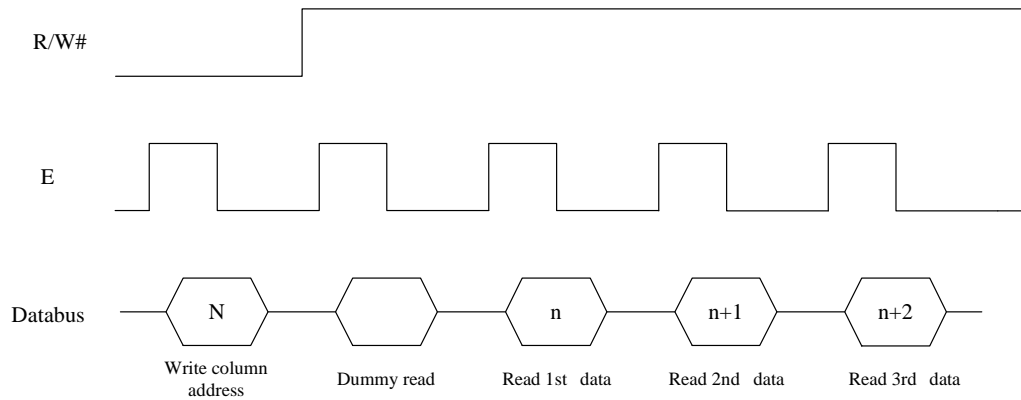 R/W#
E
Databus
N
n
n+1
n+2
Write column
address
Dummy read
Read 1st data
Read 2nd data
Read 3rd data